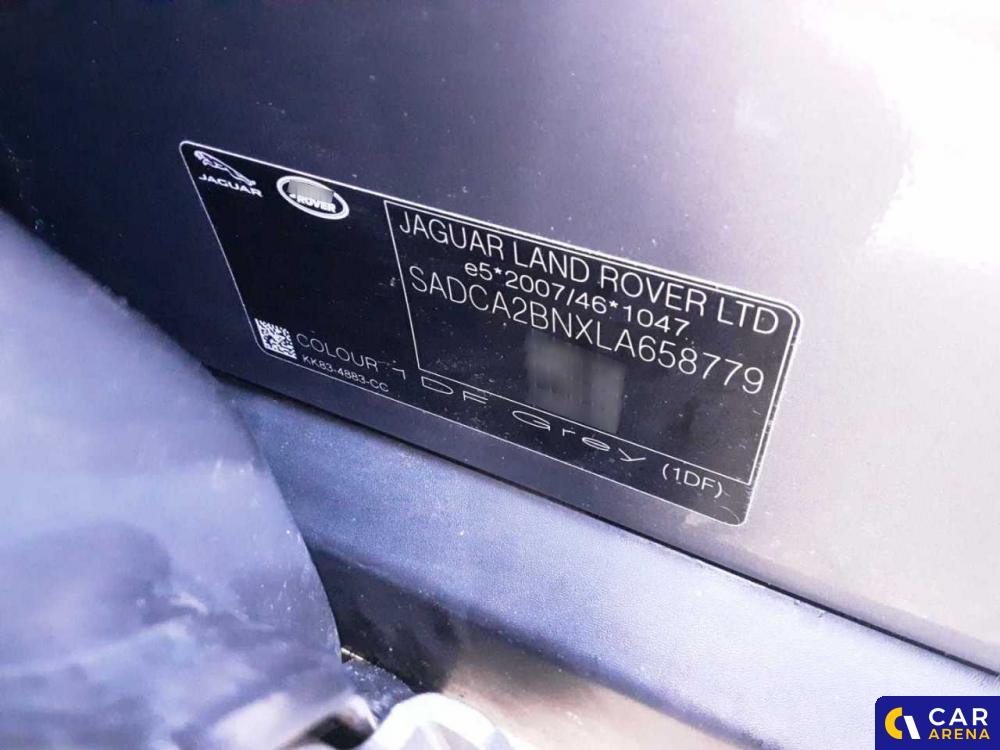 JAGUAR
ROVER
JAGUAR LAND ROVER LTD
e5*2007/46*1047
SADCA2BNXLA658779
COLOUR 1 DF Grey (1DF)
KK83-4883-CC
CAR
ARENA